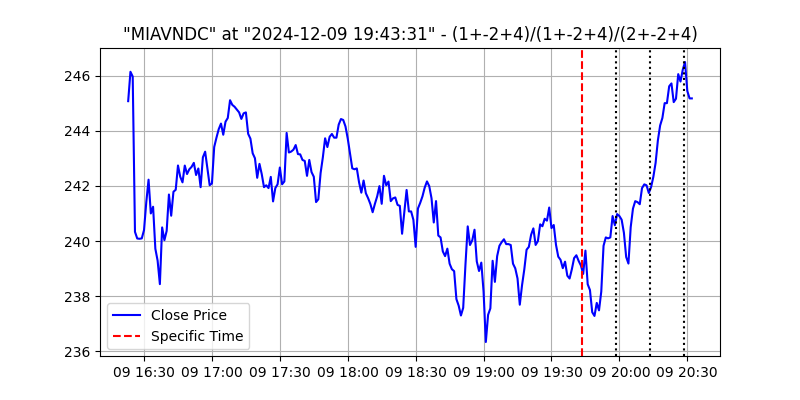 "MIAVNDC" at "2024-12-09 19:43:31" - (1+-2+4)/(1+-2+4)/(2+-2+4)
246
244
242
240
238
236
Close Price
Specific Time
09 16:30 09 17:00 09 17:30 09 18:00 09 18:30 09 19:00 09 19:30 09 20:00 09 20:30